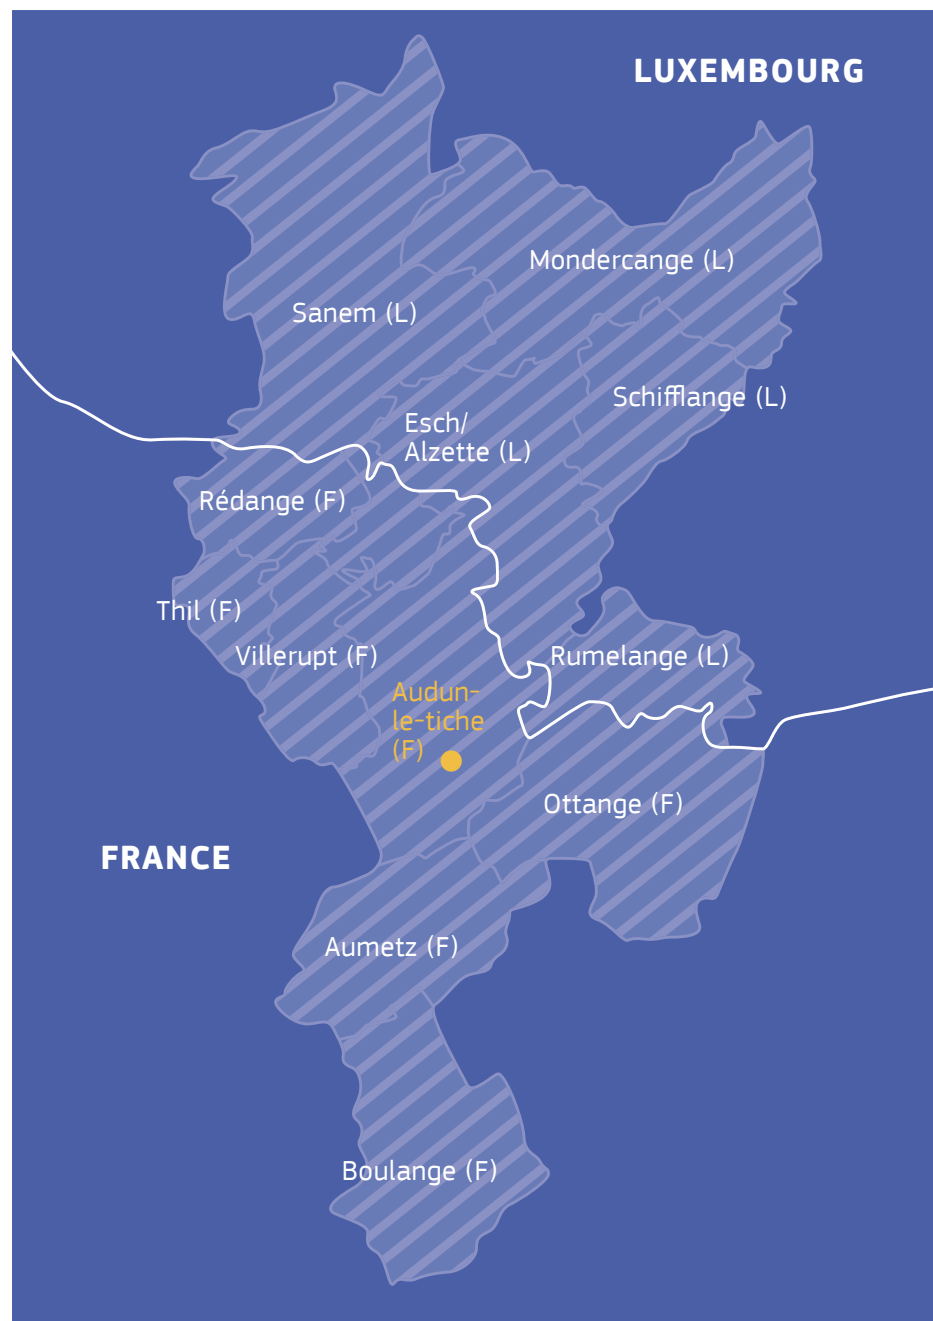 LUXEMBOURG
Mondercange (L)
Sanem (L)
Schifflange (L)
Esch/
Alzette (L)
Rédange (F)
Thil (F)
Villerupt (F)
Rumelange (L)
Audun-
le-tiche
(F)
Ottange (F)
FRANCE
Aumetz (F)
Boulange (F)